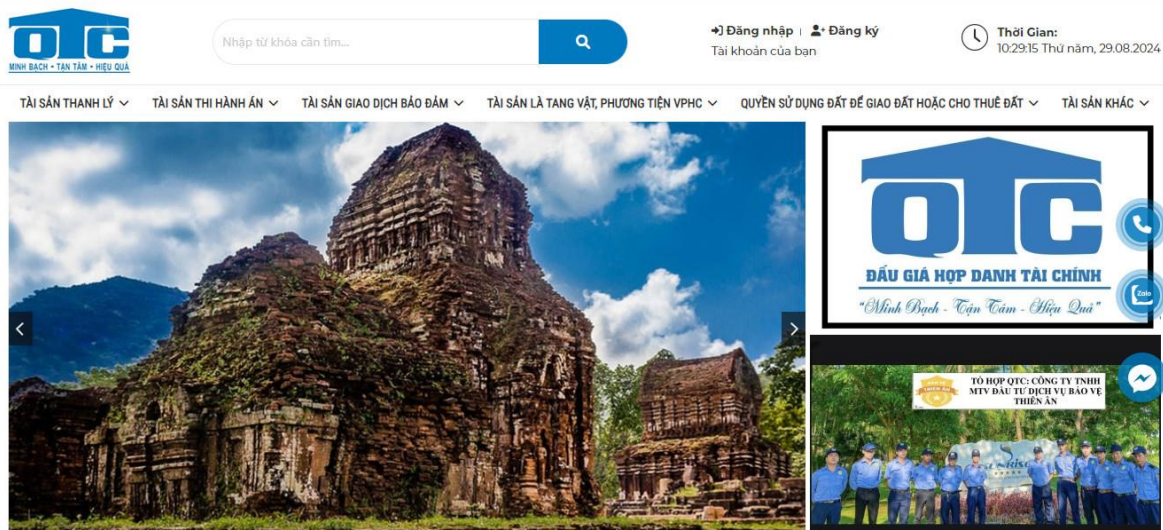 QTC
MINH BẠCH • TẬN TÂM • HIỆU QUẢ
Nhập từ khóa cần tìm...
Đăng nhập | Đăng ký
Tài khoản của bạn
Thời Gian:
10:29:15 Thứ năm, 29.08.2024
TÀI SẢN THANH LÝ
TÀI SẢN THI HÀNH ÁN
TÀI SẢN GIAO DỊCH BẢO ĐẢM
TÀI SẢN LÀ TANG VẬT, PHƯƠNG TIỆN VPHC
QUYỀN SỬ DỤNG ĐẤT ĐỂ GIAO ĐẤT HOẶC CHO THUÊ ĐẤT
TÀI SẢN KHÁC
QTC
ĐẤU GIÁ HỢP DANH TÀI CHÍNH
"Minh Bạch - Tận Tâm - Hiệu Quả"
Zalo
TỔ HỢP QTC: CÔNG TY TNHH
MTV ĐẦU TƯ DỊCH VỤ BẢO VỆ
THIÊN ÂN